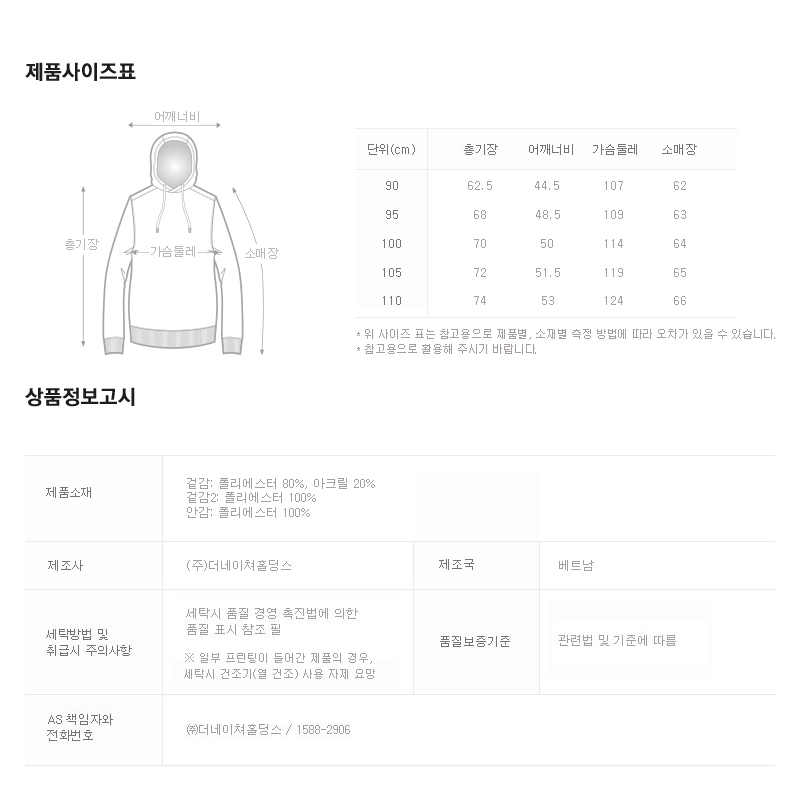 제품사이즈표
어깨너비
총기장
가슴둘레
소매장
단위(cm) 총기장 어깨너비 가슴둘레 소매장
90 62.5 44.5 107 62
95 68 48.5 109 63
100 70 50 114 64
105 72 51.5 119 65
110 74 53 124 66
* 위 사이즈 표는 참고용으로 제품별, 소재별 측정 방법에 따라 오차가 있을 수 있습니다.
* 참고용으로 활용해 주시기 바랍니다.
상품정보고시
제품소재
겉감: 폴리에스터 80%, 아크릴 20%
겉감2: 폴리에스터 100%
안감: 폴리에스터 100%
제조사 (주)더네이쳐홀딩스 제조국 베트남
세탁방법 및
취급시 주의사항
세탁시 품질 경영 촉진법에 의한
품질 표시 참조 필
※ 일부 프린팅이 들어간 제품의 경우,
세탁시 건조기(열 건조) 사용 자제 요망
품질보증기준 관련법 및 기준에 따름
AS 책임자와
전화번호
㈜더네이쳐홀딩스 / 1588-2906